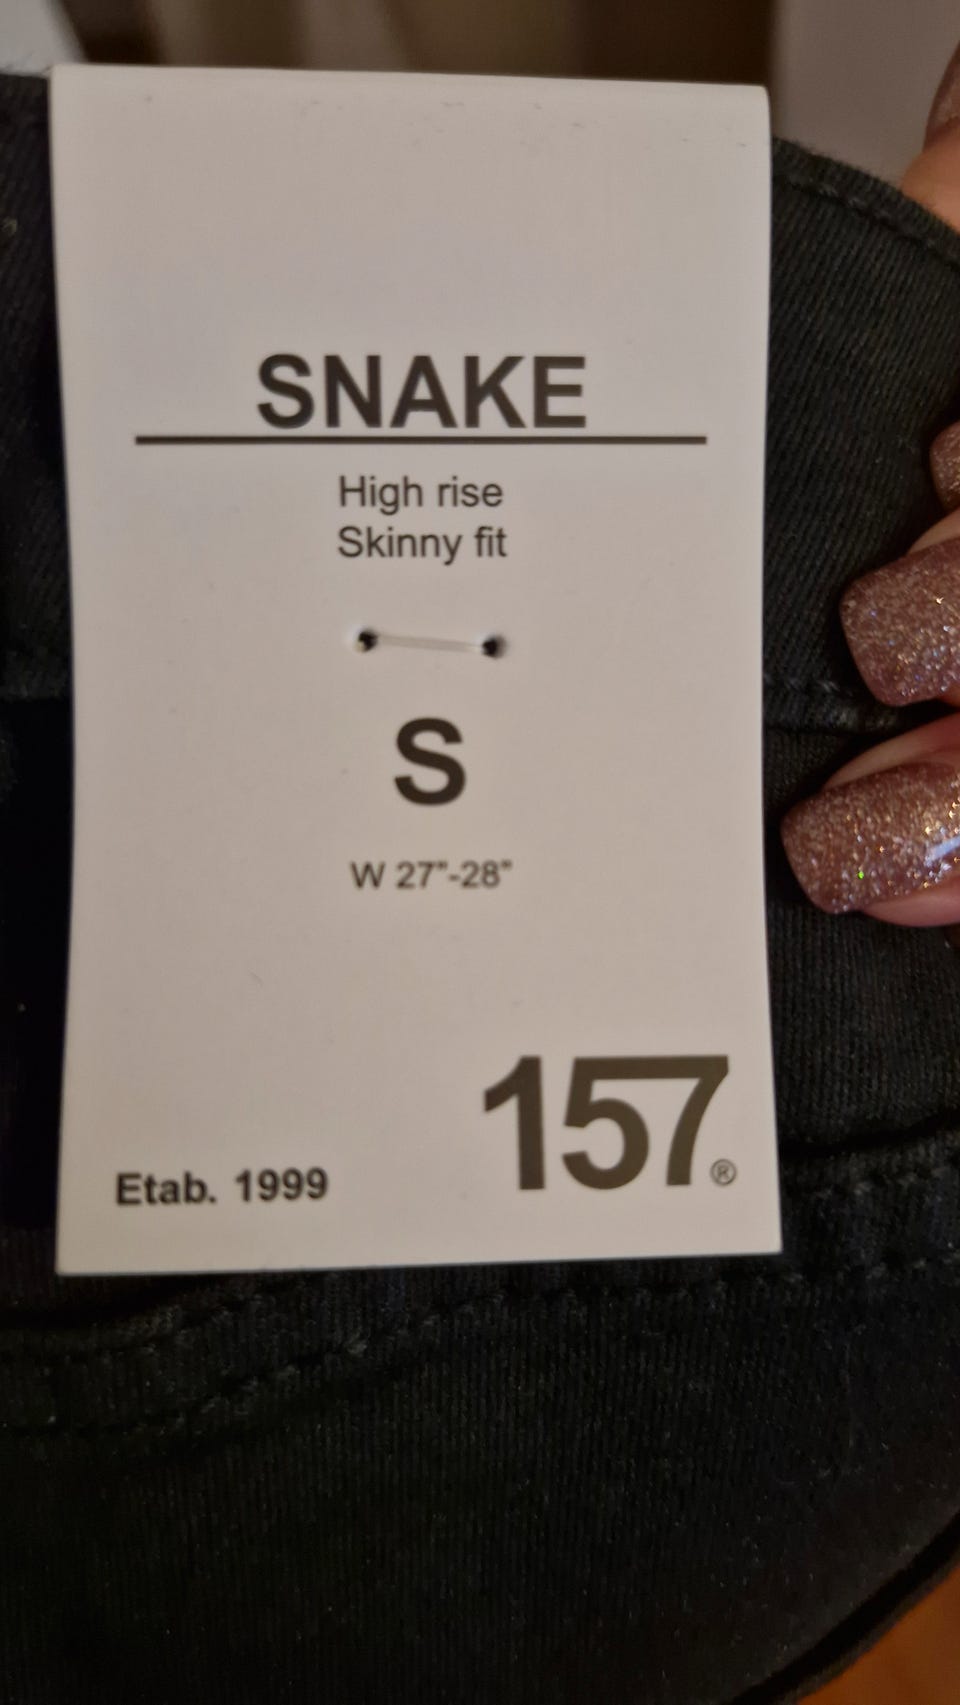 SNAKE
High rise
Skinny fit
S
W 27"-28"
Etab. 1999
157®